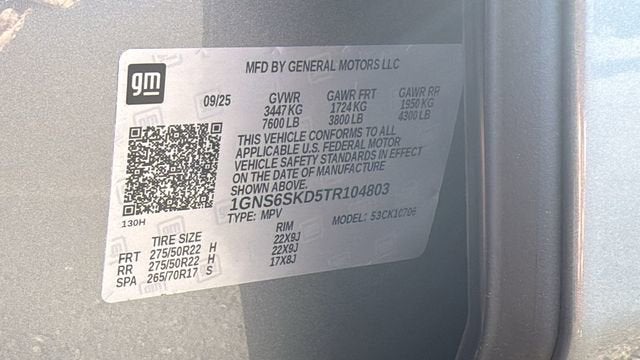 gm
MFD BY GENERAL MOTORS LLC
09/25 GVWR GAWR FRT GAWR RR
3447 KG 1724 KG 1950 KG
7600 LB 3800 LB 4300 LB
THIS VEHICLE CONFORMS TO ALL
APPLICABLE U.S. FEDERAL MOTOR
VEHICLE SAFETY STANDARDS IN EFFECT
ON THE DATE OF MANUFACTURE
SHOWN ABOVE.
1GNS6SKD5TR104803
130H TYPE: MPV MODEL: 53CK10706
TIRE SIZE RIM
FRT 275/50R22 H 22X9J
RR 275/50R22 H 22X9J
SPA 265/70R17 S 17X8J